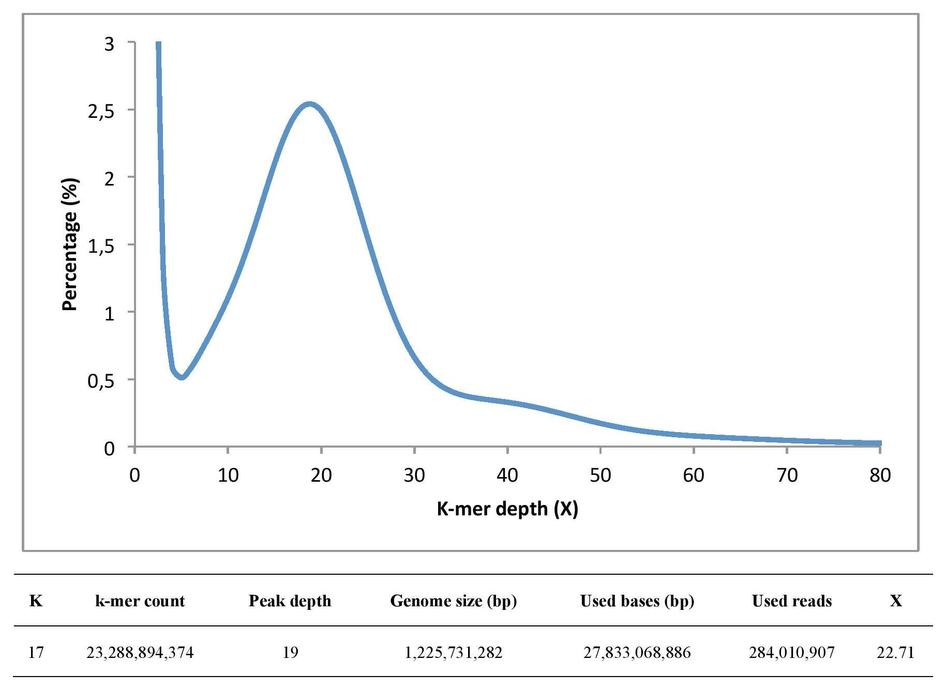 3
2,5
2
1,5
1
0,5
0
Percentage (%)
0 10 20 30 40 50 60 70 80
K-mer depth (X)
K k-mer count Peak depth Genome size (bp) Used bases (bp) Used reads X
17 23,288,894,374 19 1,225,731,282 27,833,068,886 284,010,907 22.71